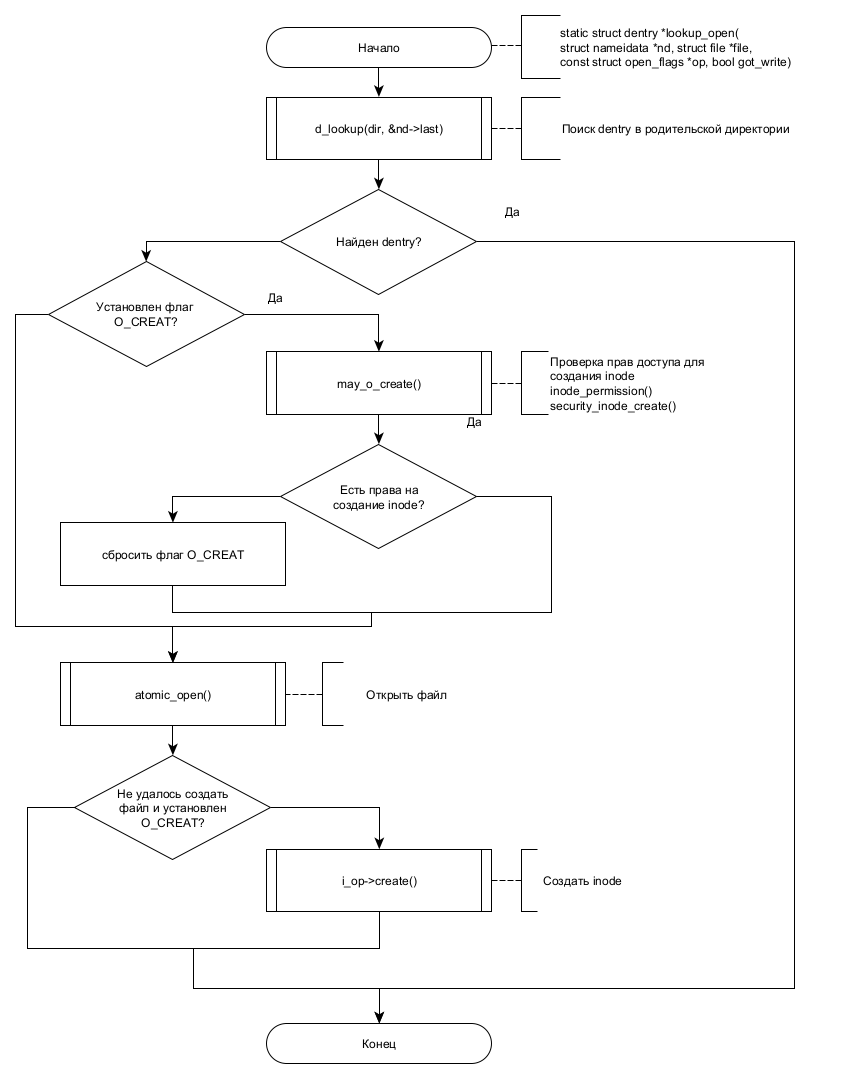 Начало
static struct dentry *lookup_open(
struct nameidata *nd, struct file *file,
const struct open_flags *op, bool got_write)
d_lookup(dir, &nd->last)
Поиск dentry в родительской директории
Да
Найден dentry?
Да
Установлен флаг
O_CREAT?
may_o_create()
Проверка прав доступа для
создания inode
inode_permission()
security_inode_create()
Да
Есть права на
создание inode?
сбросить флаг O_CREAT
atomic_open()
Открыть файл
Не удалось создать
файл и установлен
O_CREAT?
i_op->create()
Создать inode
Конец